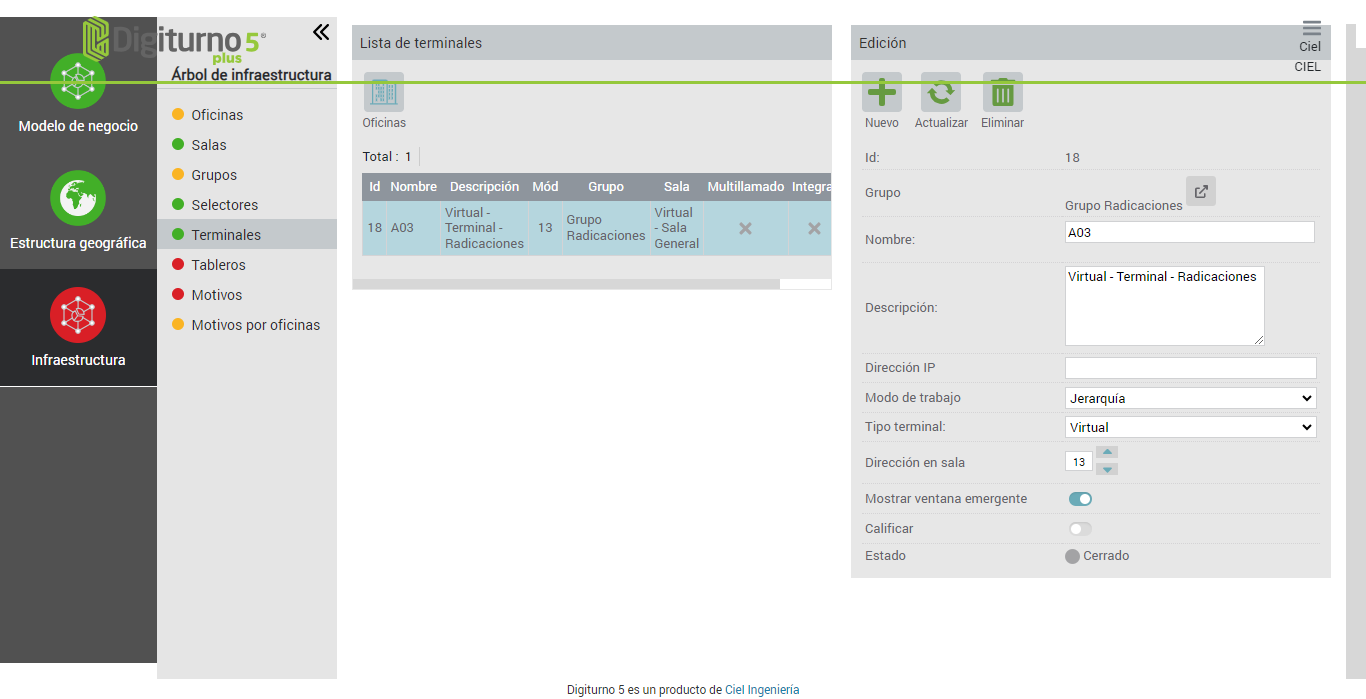 Digiturno 5®
plus
Modelo de negocio
Estructura geográfica
Infraestructura
Árbol de infraestructura
Oficinas
Salas
Grupos
Selectores
Terminales
Tableros
Motivos
Motivos por oficinas
Lista de terminales
Oficinas
Total : 1
Id Nombre Descripción Mód Grupo Sala Multillamado Integra
18 A03 Virtual - Terminal - Radicaciones 13 Grupo Radicaciones Virtual - Sala General
Edición
Ciel
CIEL
Nuevo Actualizar Eliminar
Id: 18
Grupo Grupo Radicaciones
Nombre: A03
Descripción: Virtual - Terminal - Radicaciones
Dirección IP
Modo de trabajo Jerarquía
Tipo terminal: Virtual
Dirección en sala 13
Mostrar ventana emergente
Calificar
Estado Cerrado
Digiturno 5 es un producto de Ciel Ingeniería